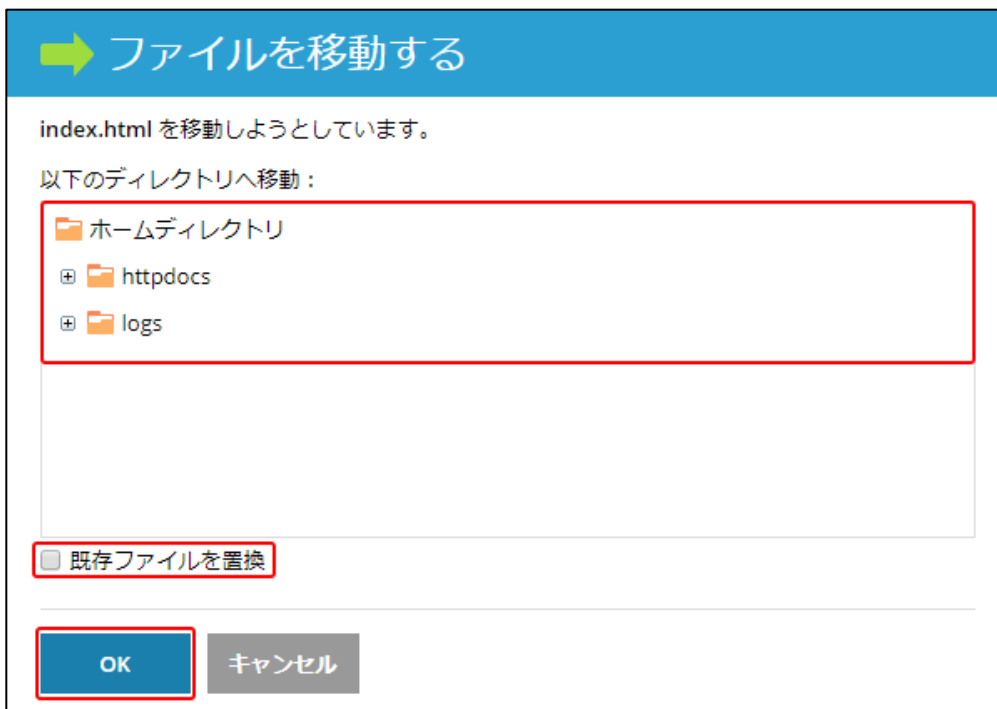 ファイルを移動する
index.html を移動しようとしています。
以下のディレクトリへ移動：
ホームディレクトリ
httpdocs
logs
既存ファイルを置換
OK キャンセル